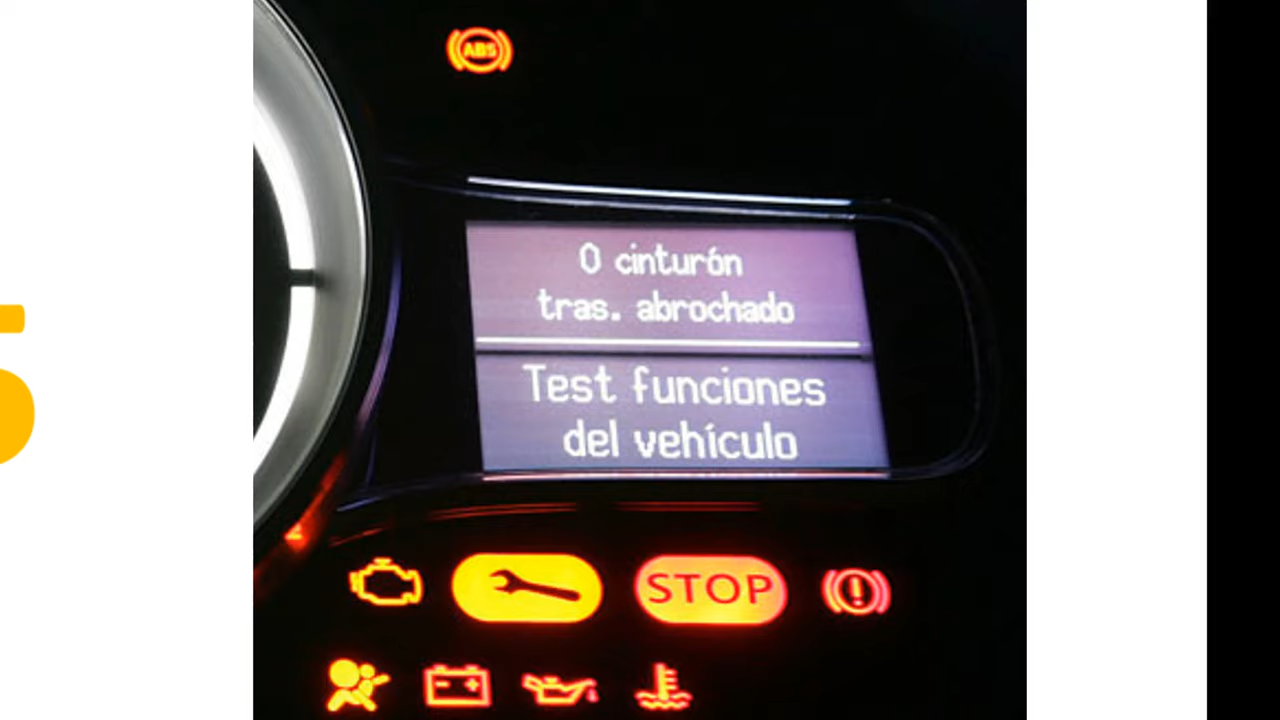 ABS
0 cinturón
tras. abrochado
Test funciones
del vehículo
STOP